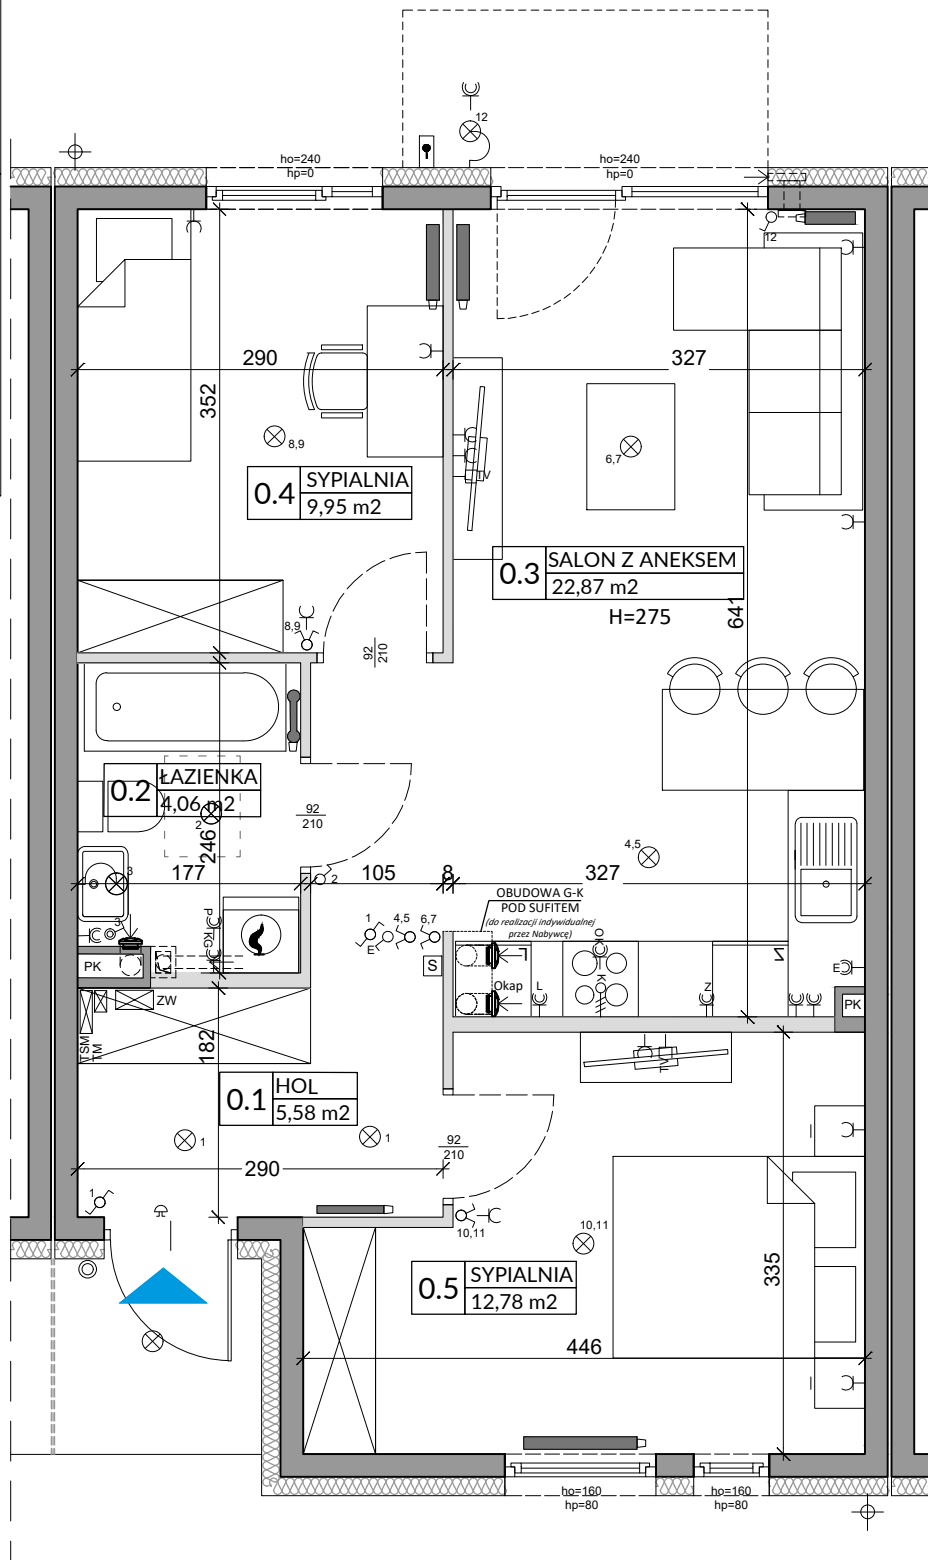 12
ho=240
hp=0
ho=240
hp=0
12
290
327
352
8,9
6,7
TV
0.4
SYPIALNIA
9,95 m2
0.3
SALON Z ANEKSEM
22,87 m2
H=275
641
8,9
92
210
0.2
ŁAZIENKA
4,06 m2
2
246
92
210
4,5
3
177
2
105
8
327
OBUDOWA G-K
POD SUFITEM
(do realizacji indywidualnej
przez Nabywcę)
3
1
4,5
6,7
E
S
PK
Okap
L
Z
E
PK
ZW
TSM
TM
182
0.1
HOL
5,58 m2
1
1
92
210
290
1
10,11
10,11
0.5
SYPIALNIA
12,78 m2
335
446
ho=160
hp=80
ho=160
hp=80